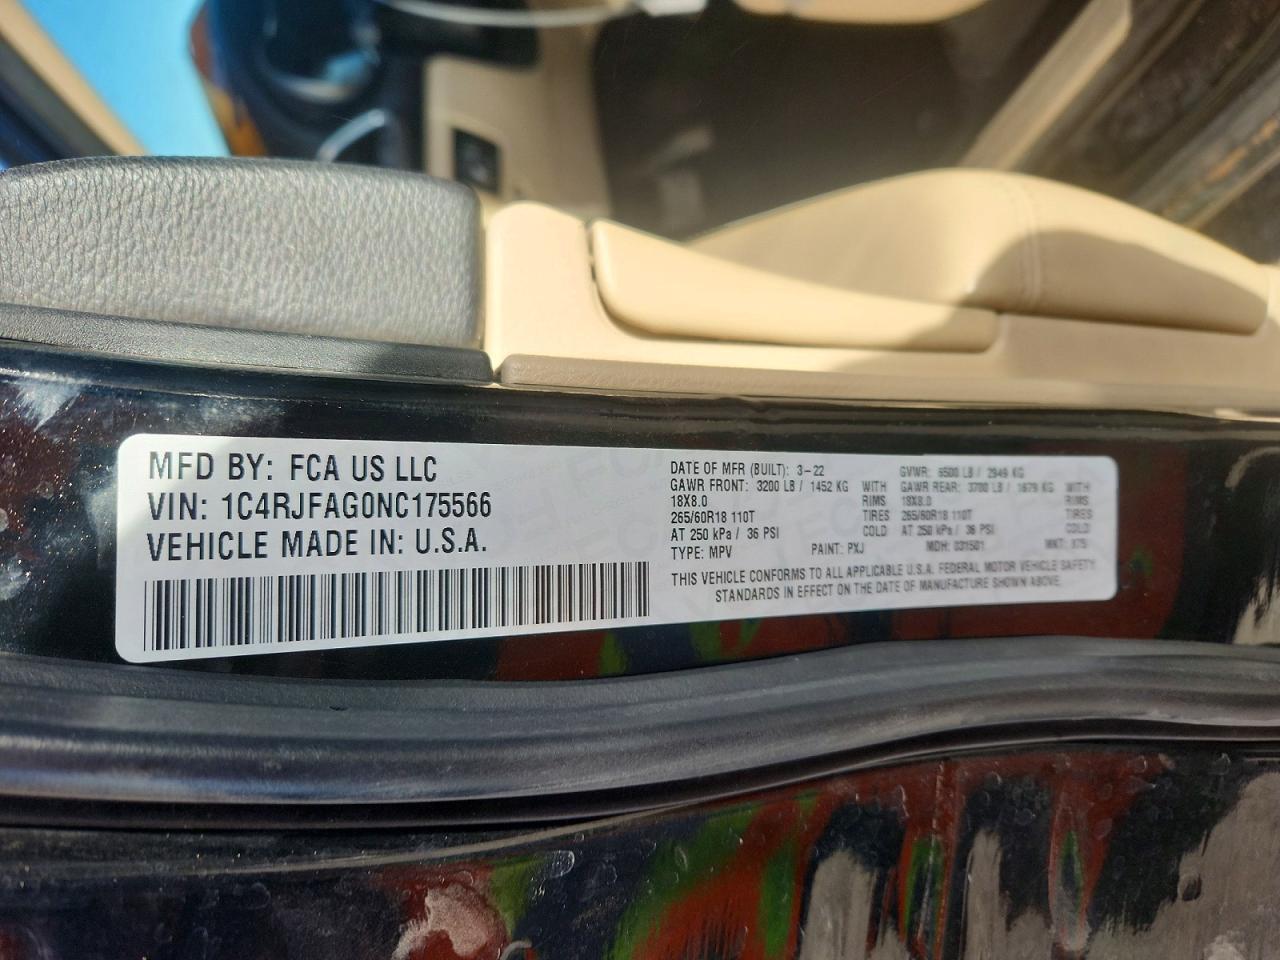 MFD BY: FCA US LLC
VIN: 1C4RJFAG0NC175566
VEHICLE MADE IN: U.S.A.
DATE OF MFR (BUILT): 3-22 GVWR: 6500 LB / 2949 KG
GAWR FRONT: 3200 LB / 1452 KG WITH GAWR REAR: 3700 LB / 1679 KG WITH
18X8.0 RIMS 18X8.0 RIMS
265/60R18 110T TIRES 265/60R18 110T TIRES
AT 250 kPa / 36 PSI COLD AT 250 kPa / 36 PSI COLD
TYPE: MPV PAINT: PXJ MDH: 031501 MKT:
THIS VEHICLE CONFORMS TO ALL APPLICABLE U.S.A. FEDERAL MOTOR VEHICLE SAFETY
STANDARDS IN EFFECT ON THE DATE OF MANUFACTURE SHOWN ABOVE.